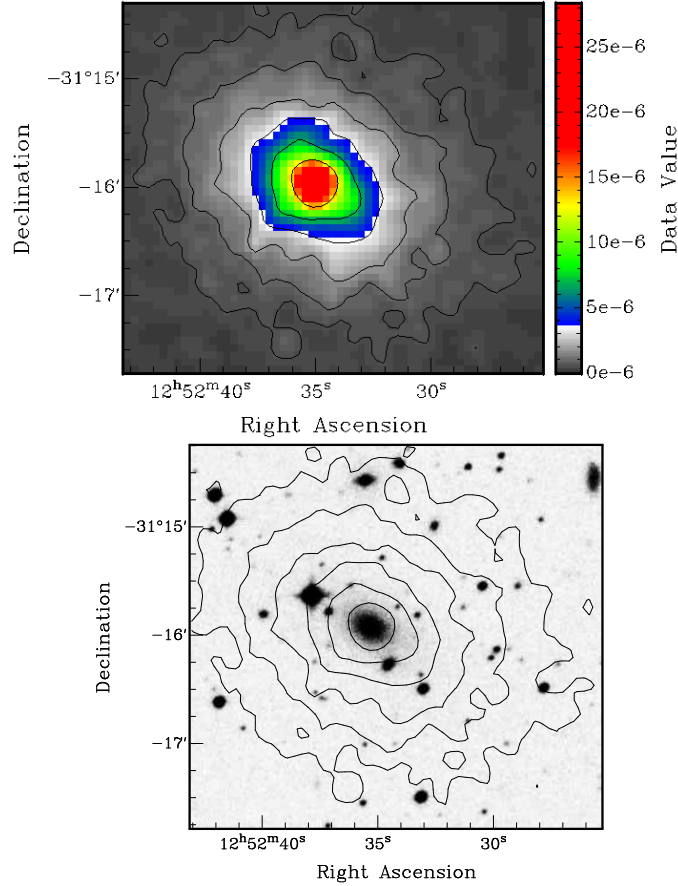 25e-6
−31°15′
20e-6
Declination
−16′
15e-6
Data Value
10e-6
−17′
5e-6
0e-6
12ʰ52ᵐ40ˢ
35ˢ
30ˢ
Right Ascension
−31°15′
Declination
−16′
−17′
12ʰ52ᵐ40ˢ
35ˢ
30ˢ
Right Ascension